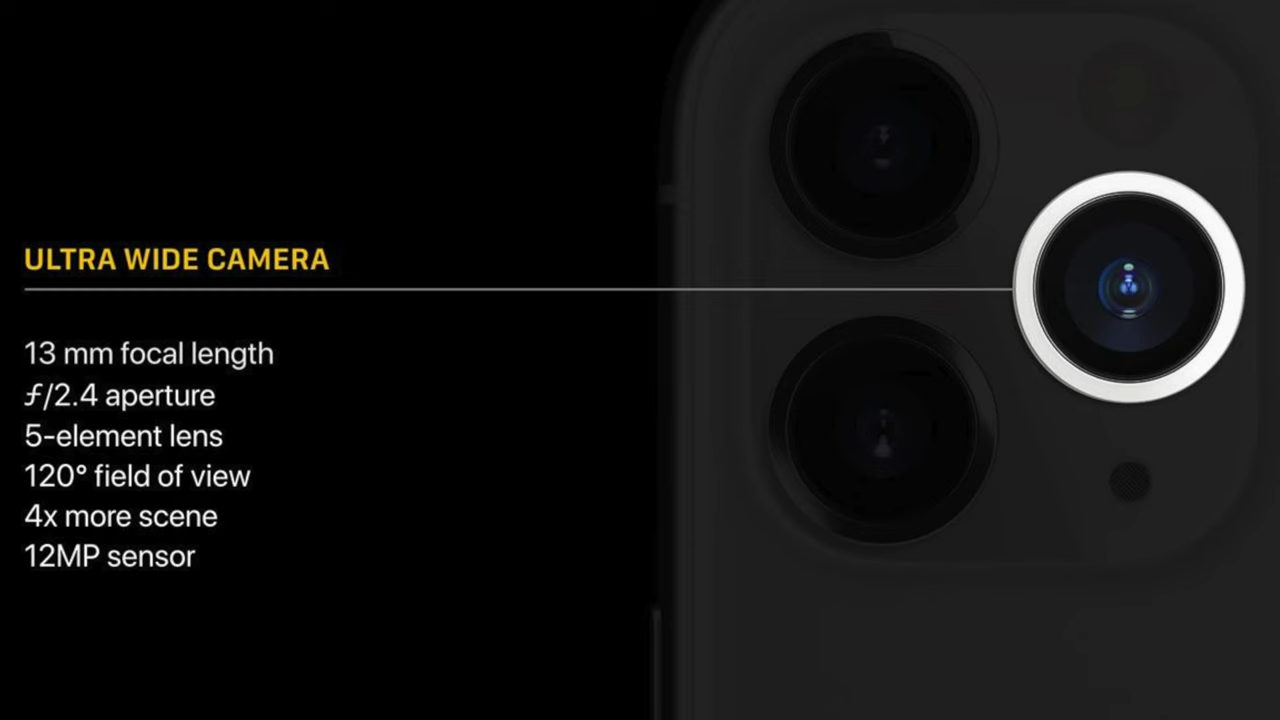 ULTRA WIDE CAMERA
13 mm focal length
ƒ/2.4 aperture
5-element lens
120° field of view
4x more scene
12MP sensor